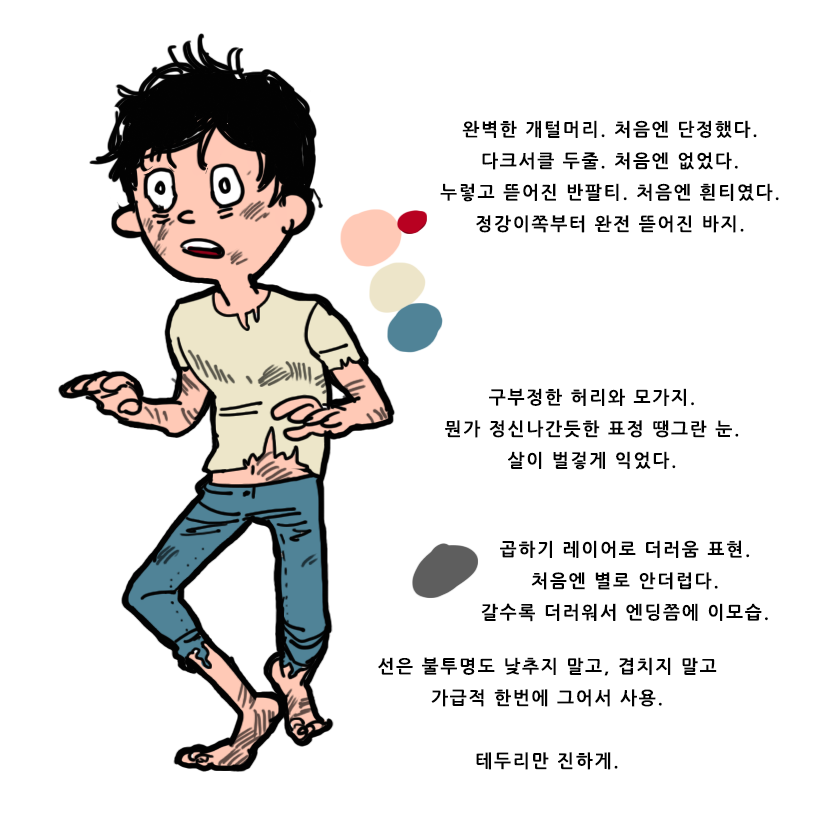 완벽한 개털머리. 처음엔 단정했다.
다크서클 두줄. 처음엔 없었다.
누렇고 뜯어진 반팔티. 처음엔 흰티였다.
정강이쪽부터 완전 뜯어진 바지.
구부정한 허리와 모가지.
뭔가 정신나간듯한 표정 땡그란 눈.
살이 벌겋게 익었다.
곱하기 레이어로 더러움 표현.
처음엔 별로 안더럽다.
갈수록 더러워서 엔딩쯤에 이모습.
선은 불투명도 낮추지 말고, 겹치지 말고
가급적 한번에 그어서 사용.
테두리만 진하게.